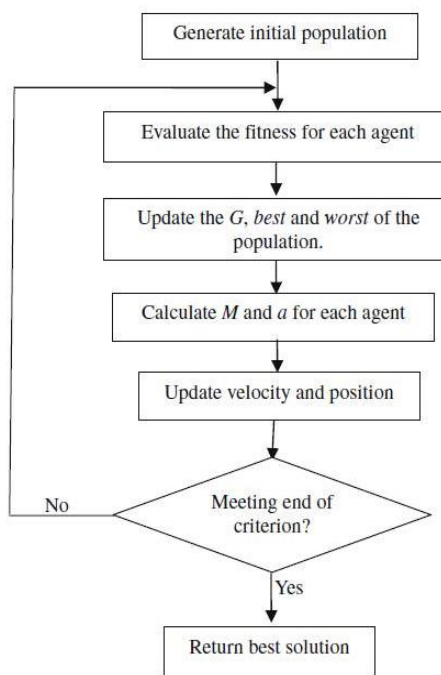 Generate initial population
Evaluate the fitness for each agent
Update the G, best and worst of the
population.
Calculate M and a for each agent
Update velocity and position
Meeting end of
criterion?
No
Yes
Return best solution